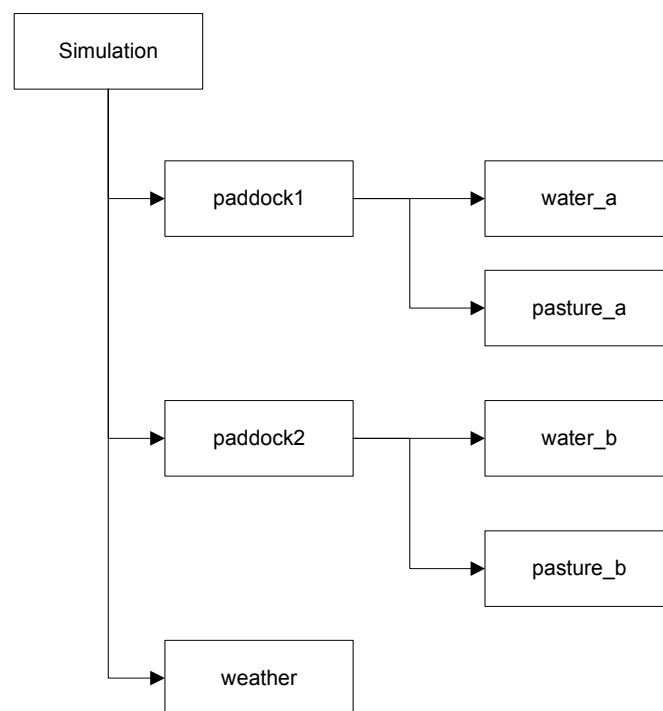 Simulation
paddock1
water_a
pasture_a
paddock2
water_b
pasture_b
weather